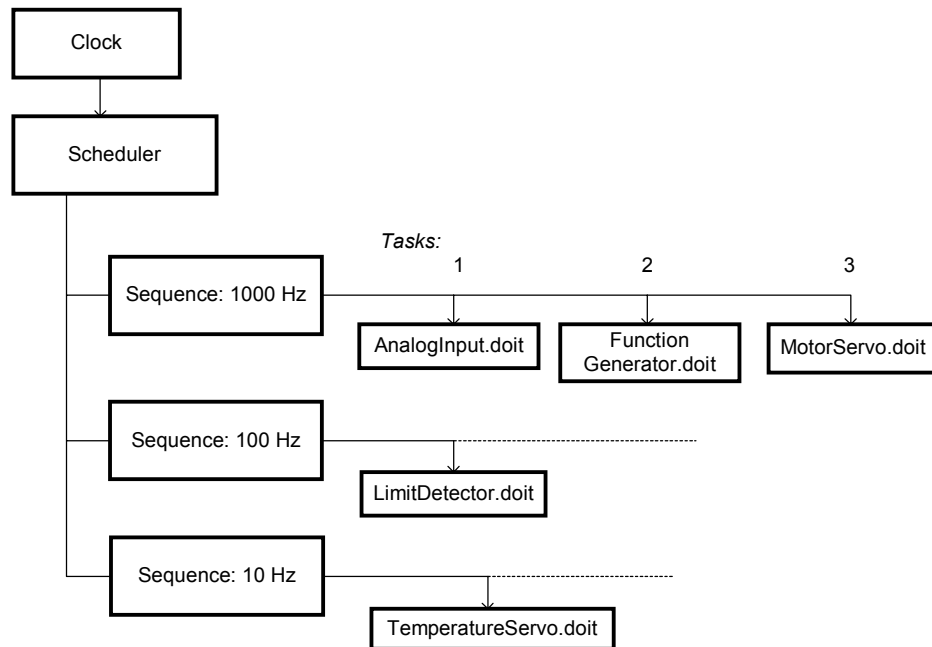 Clock
Scheduler
Tasks:
1 2 3
Sequence: 1000 Hz
AnalogInput.doit
Function
Generator.doit
MotorServo.doit
Sequence: 100 Hz
LimitDetector.doit
Sequence: 10 Hz
TemperatureServo.doit